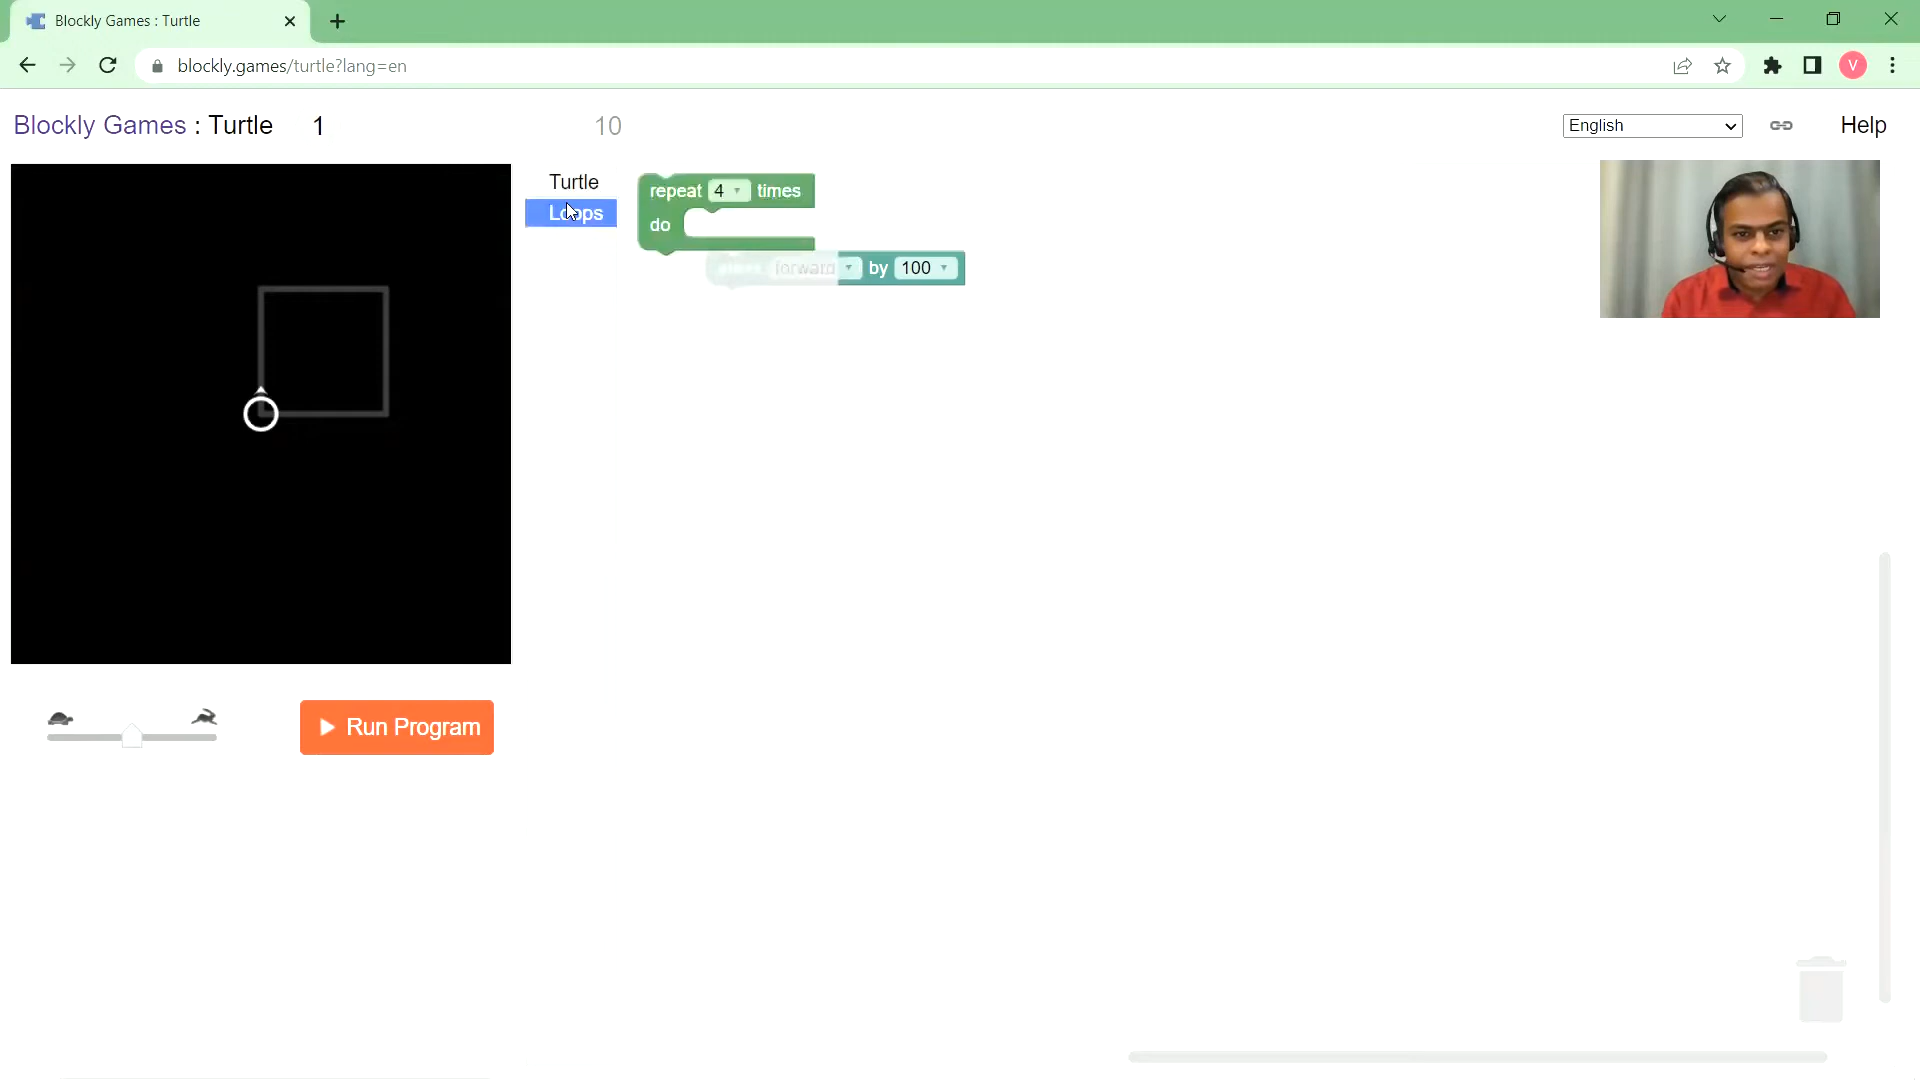 Blockly Games : Turtle
blockly.games/turtle?lang=en
V
Blockly Games : Turtle 1 10
English
Help
Turtle
Loops
repeat 4 times
do
forward by 100
Run Program